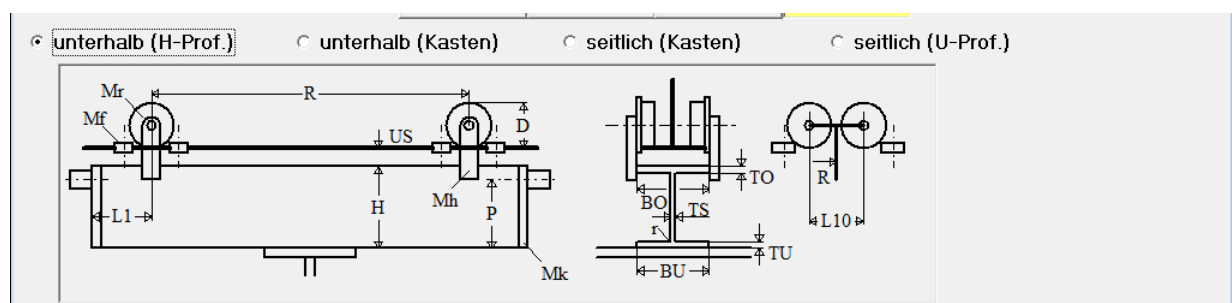 unterhalb (H-Prof.) unterhalb (Kasten) seitlich (Kasten) seitlich (U-Prof.)
Mr R
Mf US D
TO
R
BO
L1 H Mh P TS L10
r
TU
Mk BU